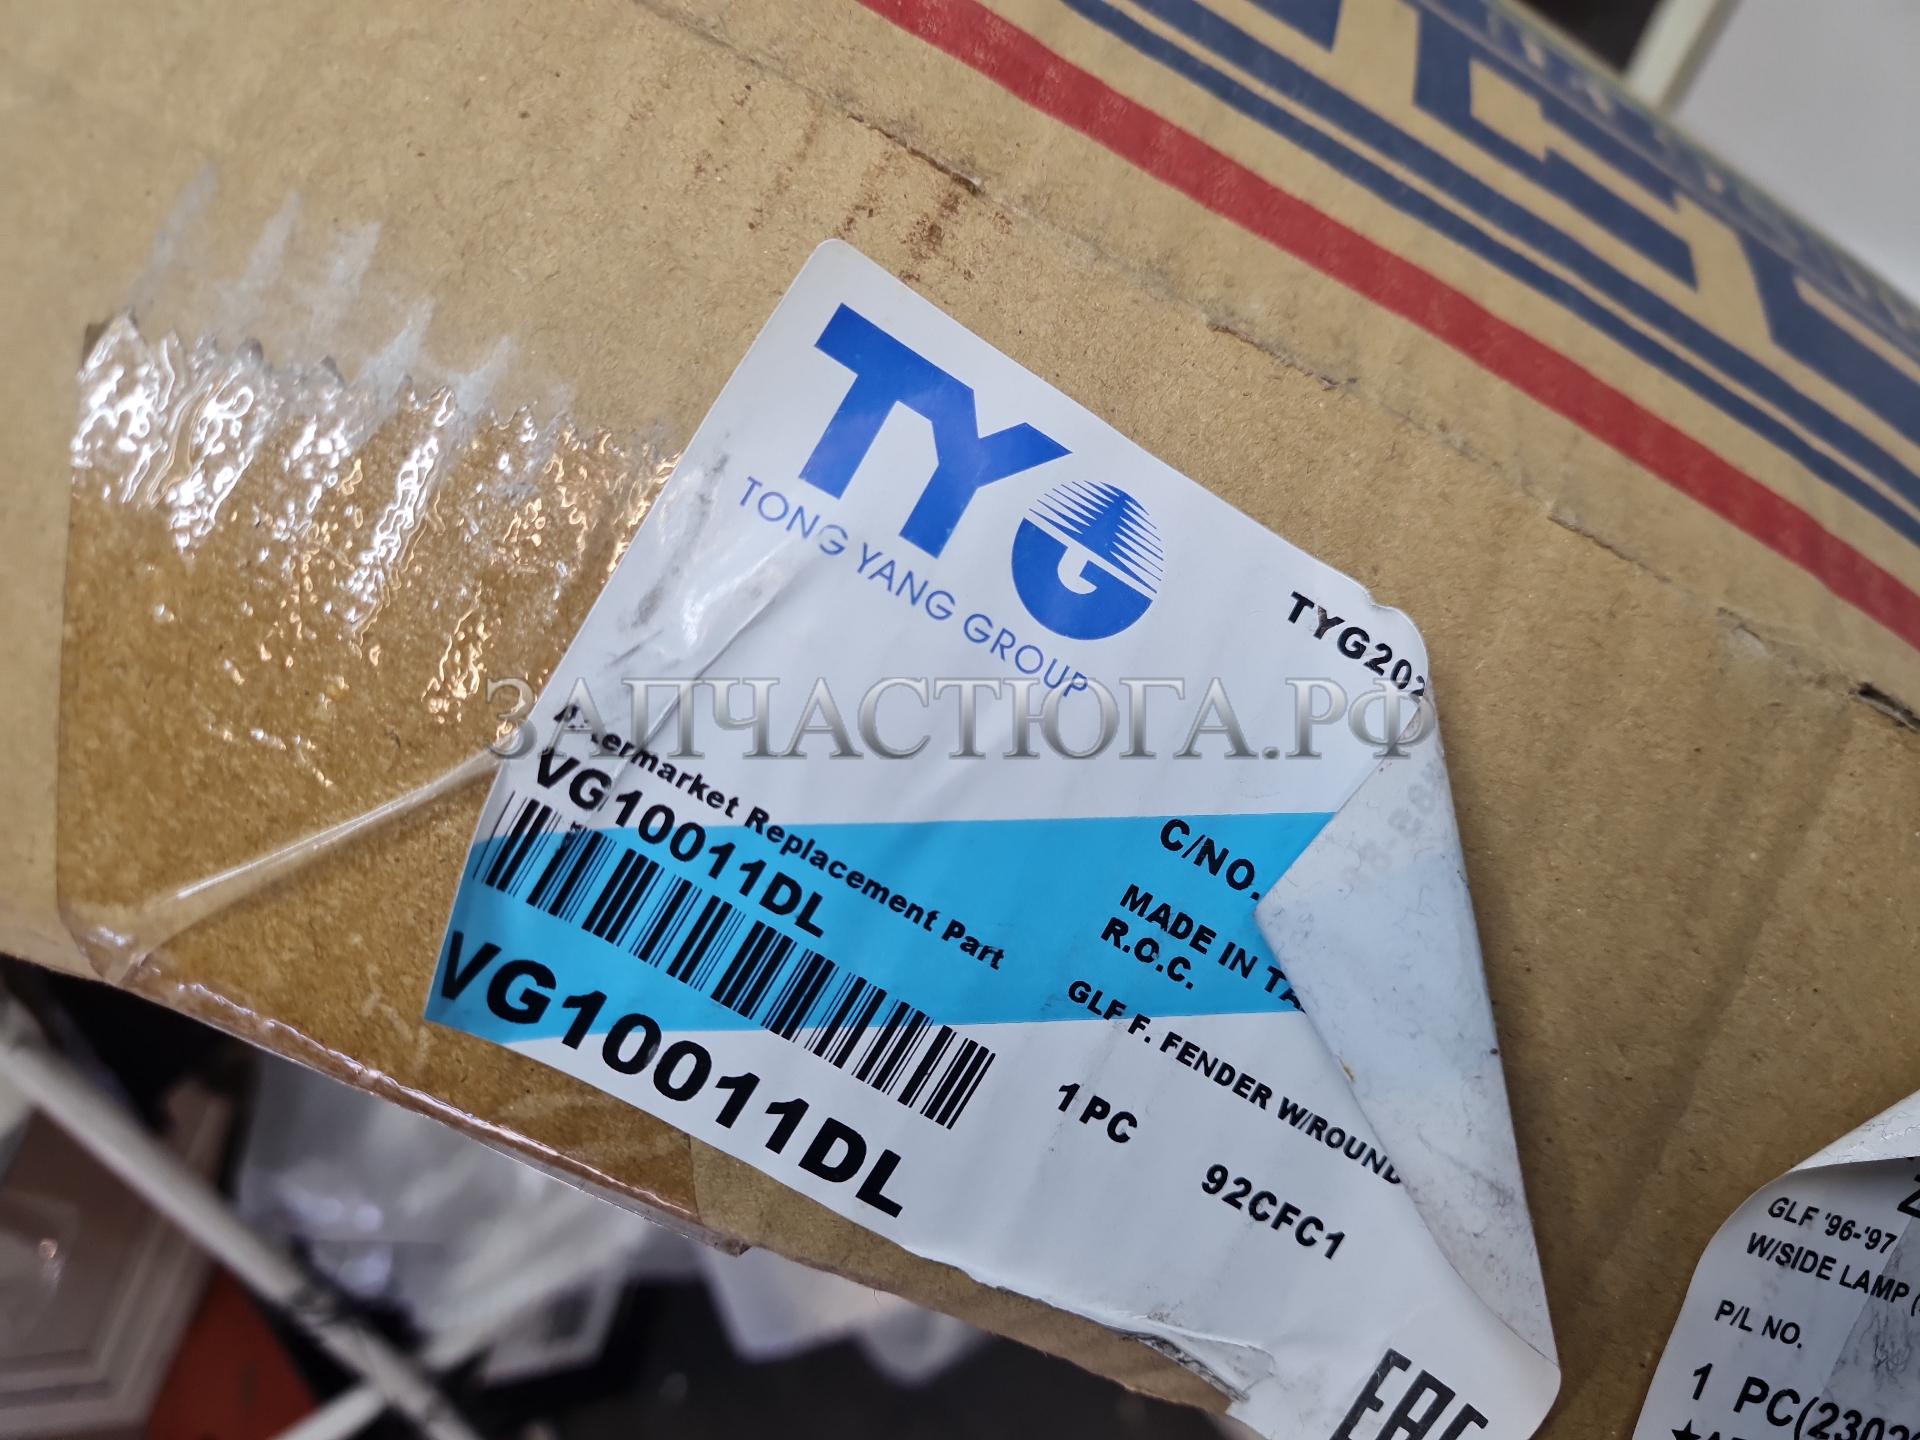 TYG
TONG YANG GROUP
TYG202
ЗАПЧАСТЮГА.РФ
Aftermarket Replacement Part
VG10011DL
VG10011DL
C/NO.
MADE IN TA
R.O.C.
GLF F. FENDER W/ROUND
1 PC
92CFC1
EAC
GLF '96-'97
W/SIDE LAMP (
P/L NO.
1 PC(2302